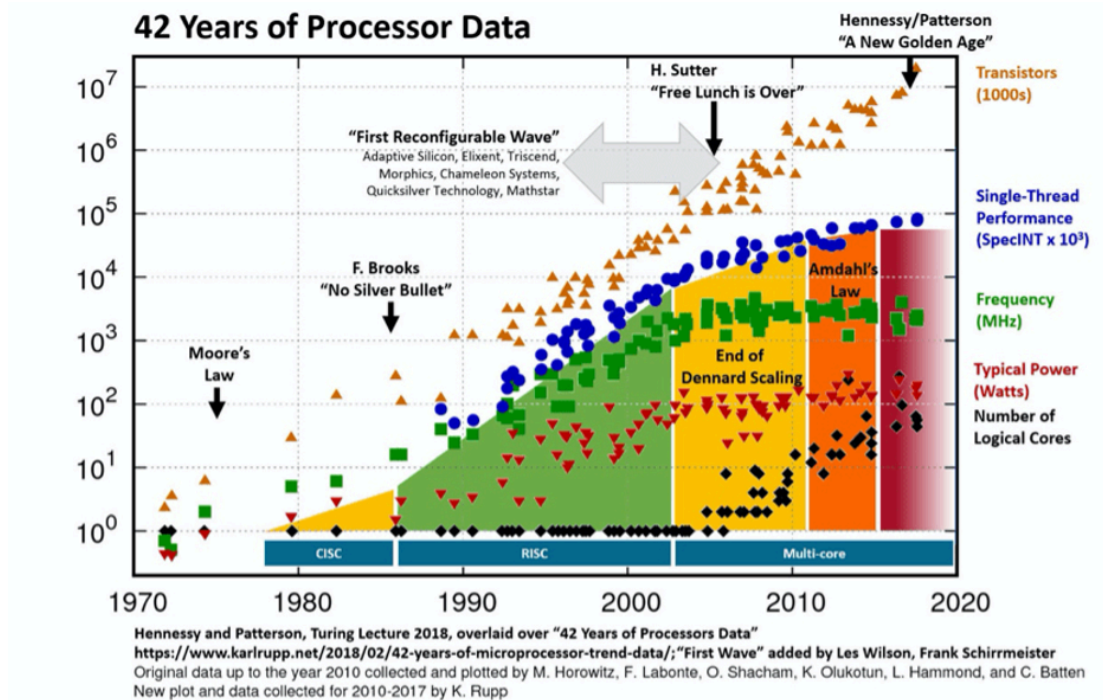 42 Years of Processor Data
Hennessy/Patterson
“A New Golden Age”
10⁷
10⁶
10⁵
10⁴
10³
10²
10¹
10⁰
H. Sutter
“Free Lunch is Over”
“First Reconfigurable Wave”
Adaptive Silicon, Elixent, Triscend,
Morphics, Chameleon Systems,
Quicksilver Technology, Mathstar
F. Brooks
“No Silver Bullet”
Moore’s
Law
Amdahl’s
Law
End of
Dennard Scaling
Transistors
(1000s)
Single-Thread
Performance
(SpecINT x 10³)
Frequency
(MHz)
Typical Power
(Watts)
Number of
Logical Cores
CISC
RISC
Multi-core
1970 1980 1990 2000 2010 2020
Hennessy and Patterson, Turing Lecture 2018, overlaid over “42 Years of Processors Data”
https://www.karlrupp.net/2018/02/42-years-of-microprocessor-trend-data/; “First Wave” added by Les Wilson, Frank Schirrmeister
Original data up to the year 2010 collected and plotted by M. Horowitz, F. Labonte, O. Shacham, K. Olukotun, L. Hammond, and C. Batten
New plot and data collected for 2010-2017 by K. Rupp